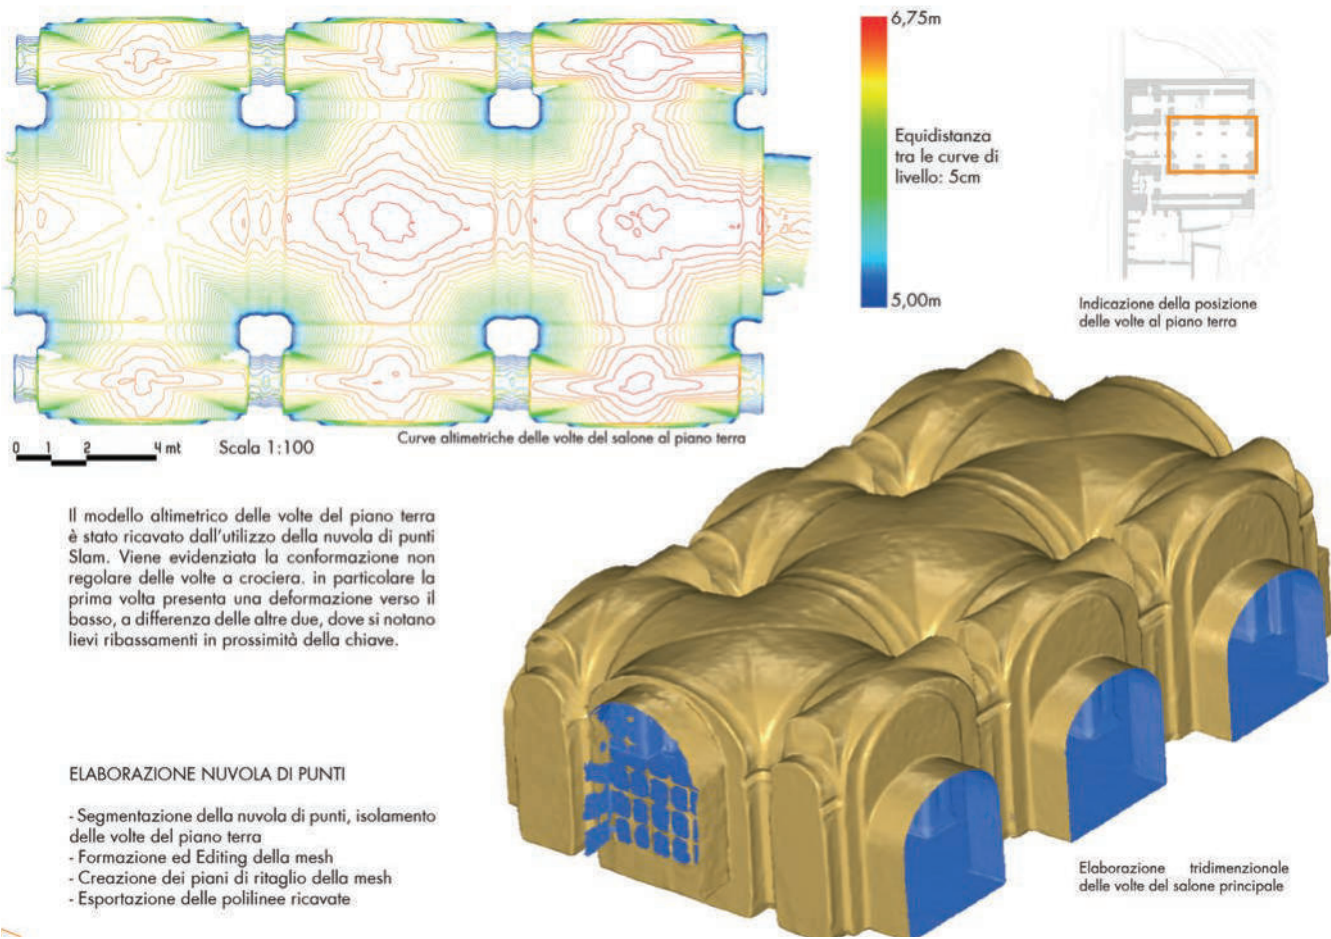 6,75m
Equidistanza
tra le curve di
livello: 5cm
5,00m
Indicazione della posizione
delle volte al piano terra
0 1 2 4 mt
Scala 1:100
Curve altimetriche delle volte del salone al piano terra
Il modello altimetrico delle volte del piano terra
è stato ricavato dall'utilizzo della nuvola di punti
Slam. Viene evidenziata la conformazione non
regolare delle volte a crociera. in particolare la
prima volta presenta una deformazione verso il
basso, a differenza delle altre due, dove si notano
lievi ribassamenti in prossimità della chiave.
ELABORAZIONE NUVOLA DI PUNTI
- Segmentazione della nuvola di punti, isolamento
delle volte del piano terra
- Formazione ed Editing della mesh
- Creazione dei piani di ritaglio della mesh
- Esportazione delle polilinee ricavate
Elaborazione tridimenzionale
delle volte del salone principale